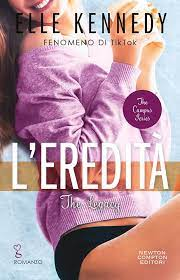 ELLE KENNEDY
FENOMENO DI TikTok
The
Campus
Series
L'EREDITÀ
The Legacy
ROMANZO
NEWTON
COMPTON
EDITORI